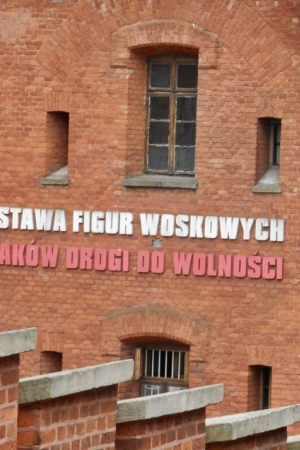 STAWA FIGUR WOSKOWYCH
AKÓW DROGI DO WOLNOŚCI